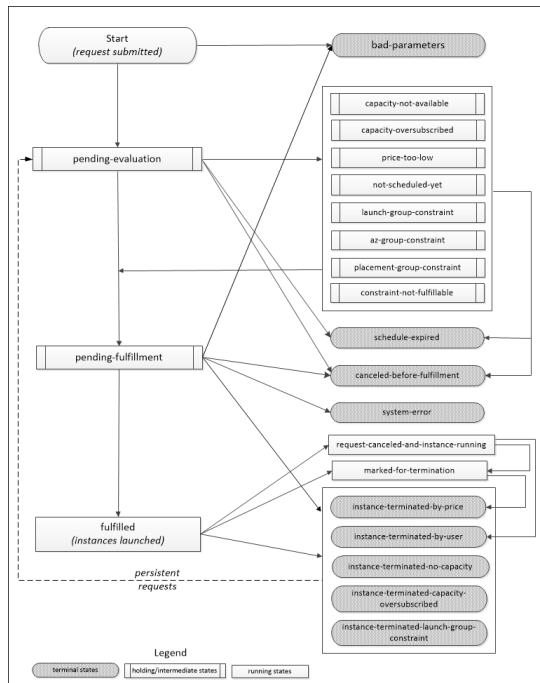 Start
(request submitted)
bad-parameters
capacity-not-available
capacity-oversubscribed
pending-evaluation
price-too-low
not-scheduled-yet
launch-group-constraint
az-group-constraint
placement-group-constraint
constraint-not-fulfillable
schedule-expired
pending-fulfillment
canceled-before-fulfillment
system-error
request-canceled-and-instance-running
marked-for-termination
instance-terminated-by-price
fulfilled
(instances launched)
instance-terminated-by-user
instance-terminated-no-capacity
persistent
requests
instance-terminated-capacity-
oversubscribed
instance-terminated-launch-group-
constraint
Legend
terminal states
holding/intermediate states
running states